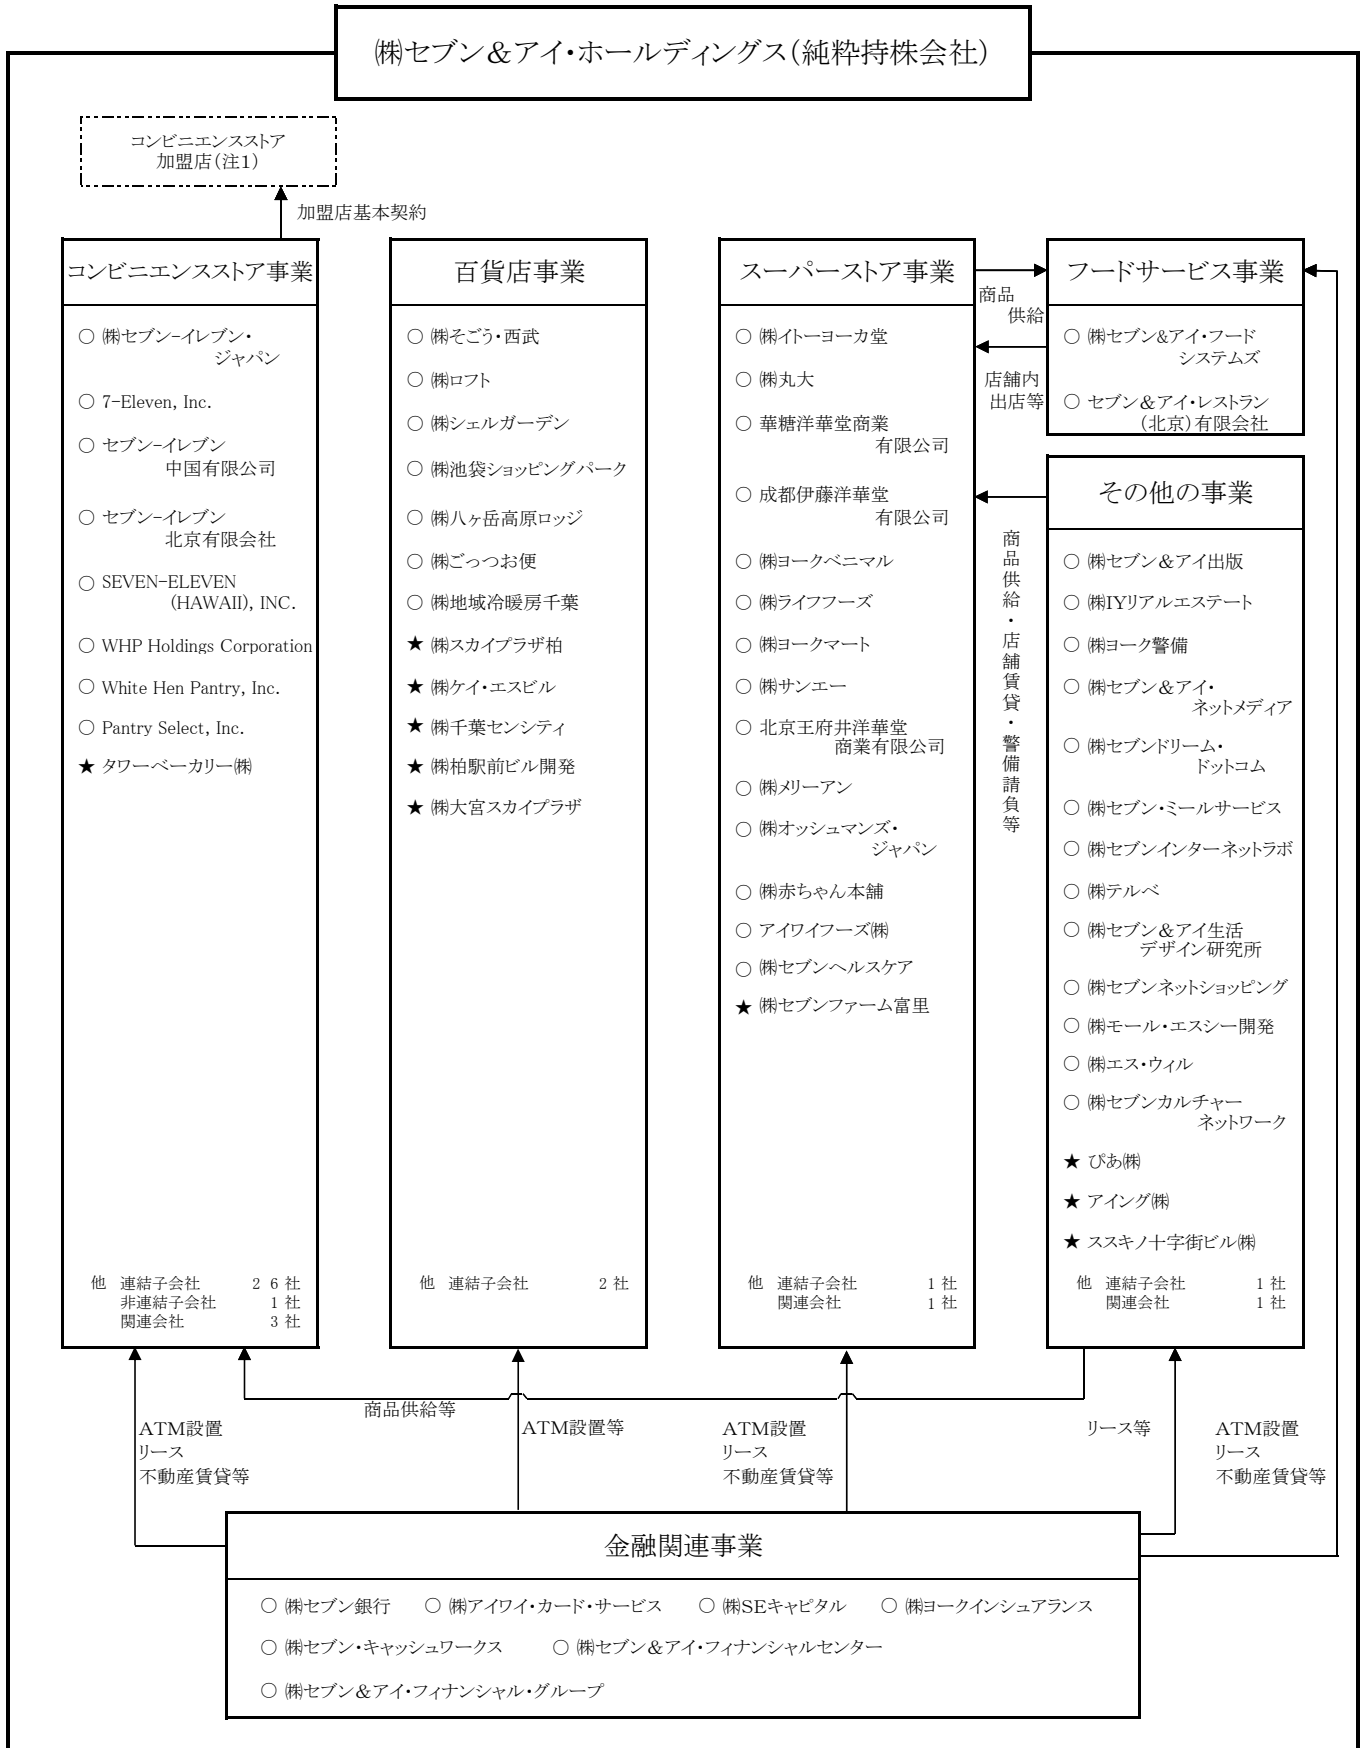 ㈱セブン＆アイ・ホールディングス（純粋持株会社）
コンビニエンスストア
加盟店（注1）
加盟店基本契約
コンビニエンスストア事業
○ ㈱セブン-イレブン・
ジャパン
○ 7-Eleven, Inc.
○ セブン-イレブン
中国有限公司
○ セブン-イレブン
北京有限会社
○ SEVEN-ELEVEN
(HAWAII), INC.
○ WHP Holdings Corporation
○ White Hen Pantry, Inc.
○ Pantry Select, Inc.
★ タワーベーカリー㈱
他 連結子会社 26社
非連結子会社 1社
関連会社 3社
百貨店事業
○ ㈱そごう・西武
○ ㈱ロフト
○ ㈱シェルガーデン
○ ㈱池袋ショッピングパーク
○ ㈱八ヶ岳高原ロッジ
○ ㈱ごっつお便
○ ㈱地域冷暖房千葉
★ ㈱スカイプラザ柏
★ ㈱ケイ・エスビル
★ ㈱千葉センシティ
★ ㈱柏駅前ビル開発
★ ㈱大宮スカイプラザ
他 連結子会社 2社
スーパーストア事業
○ ㈱イトーヨーカ堂
○ ㈱丸大
○ 華糖洋華堂商業
有限公司
○ 成都伊藤洋華堂
有限公司
○ ㈱ヨークベニマル
○ ㈱ライフフーズ
○ ㈱ヨークマート
○ ㈱サンエー
○ 北京王府井洋華堂
商業有限公司
○ ㈱メリーアン
○ ㈱オッシュマンズ・
ジャパン
○ ㈱赤ちゃん本舗
○ アイワイフーズ㈱
○ ㈱セブンヘルスケア
★ ㈱セブンファーム富里
他 連結子会社 1社
関連会社 1社
商品
供給
店舗内
出店等
フードサービス事業
○ ㈱セブン&アイ・フード
システムズ
○ セブン＆アイ・レストラン
（北京）有限会社
商品供給・店舗賃貸・警備請負等
その他の事業
○ ㈱セブン＆アイ出版
○ ㈱IYリアルエステート
○ ㈱ヨーク警備
○ ㈱セブン＆アイ・
ネットメディア
○ ㈱セブンドリーム・
ドットコム
○ ㈱セブン・ミールサービス
○ ㈱セブンインターネットラボ
○ ㈱テルベ
○ ㈱セブン＆アイ生活
デザイン研究所
○ ㈱セブンネットショッピング
○ ㈱モール・エスシー開発
○ ㈱エス・ウィル
○ ㈱セブンカルチャー
ネットワーク
★ ぴあ㈱
★ アイング㈱
★ ススキノ十字街ビル㈱
他 連結子会社 1社
関連会社 1社
商品供給等
ATM設置
リース
不動産賃貸等
ATM設置等
ATM設置
リース
不動産賃貸等
リース等
ATM設置
リース
不動産賃貸等
金融関連事業
○ ㈱セブン銀行 ○ ㈱アイワイ・カード・サービス ○ ㈱SEキャピタル ○ ㈱ヨークインシュアランス
○ ㈱セブン・キャッシュワークス ○ ㈱セブン＆アイ・フィナンシャルセンター
○ ㈱セブン＆アイ・フィナンシャル・グループ